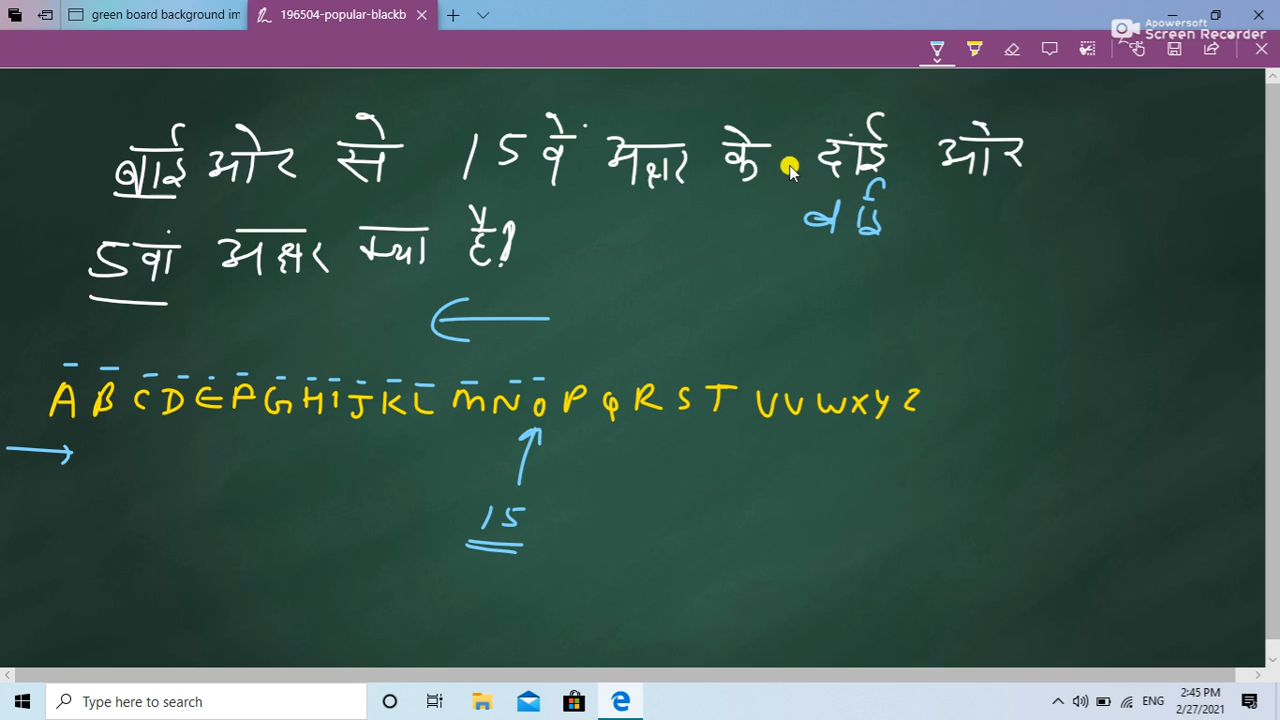 green board background im
196504-popular-blackb
Apowersoft
Screen Recorder
बाईं ओर से 15वें अक्षर के दाईं ओर
बाईं
5वां अक्षर क्या है?
A B C D E F G H I J K L M N O P Q R S T U V W X Y Z
15
Type here to search
ENG
2:45 PM
2/27/2021